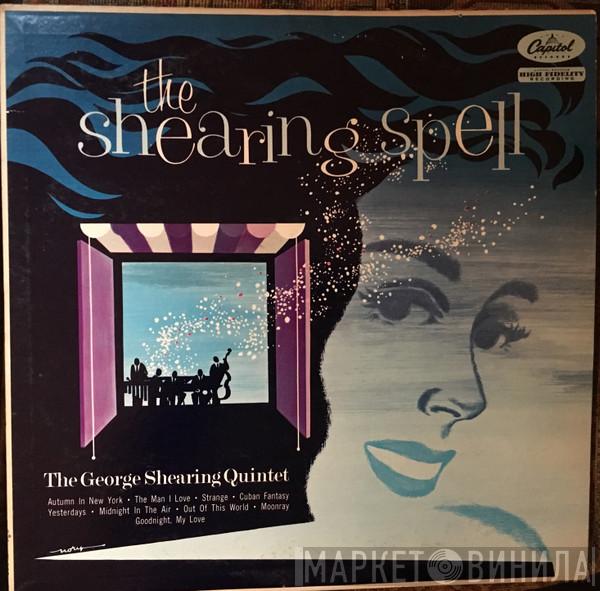 Capitol
RECORDS
HIGH FIDELITY
RECORDING
the
shearing spell
The George Shearing Quintet
Autumn In New York • The Man I Love • Strange • Cuban Fantasy
Yesterdays • Midnight In The Air • Out Of This World • Moonray
Goodnight, My Love
МАРКЕТ ВИНИЛА